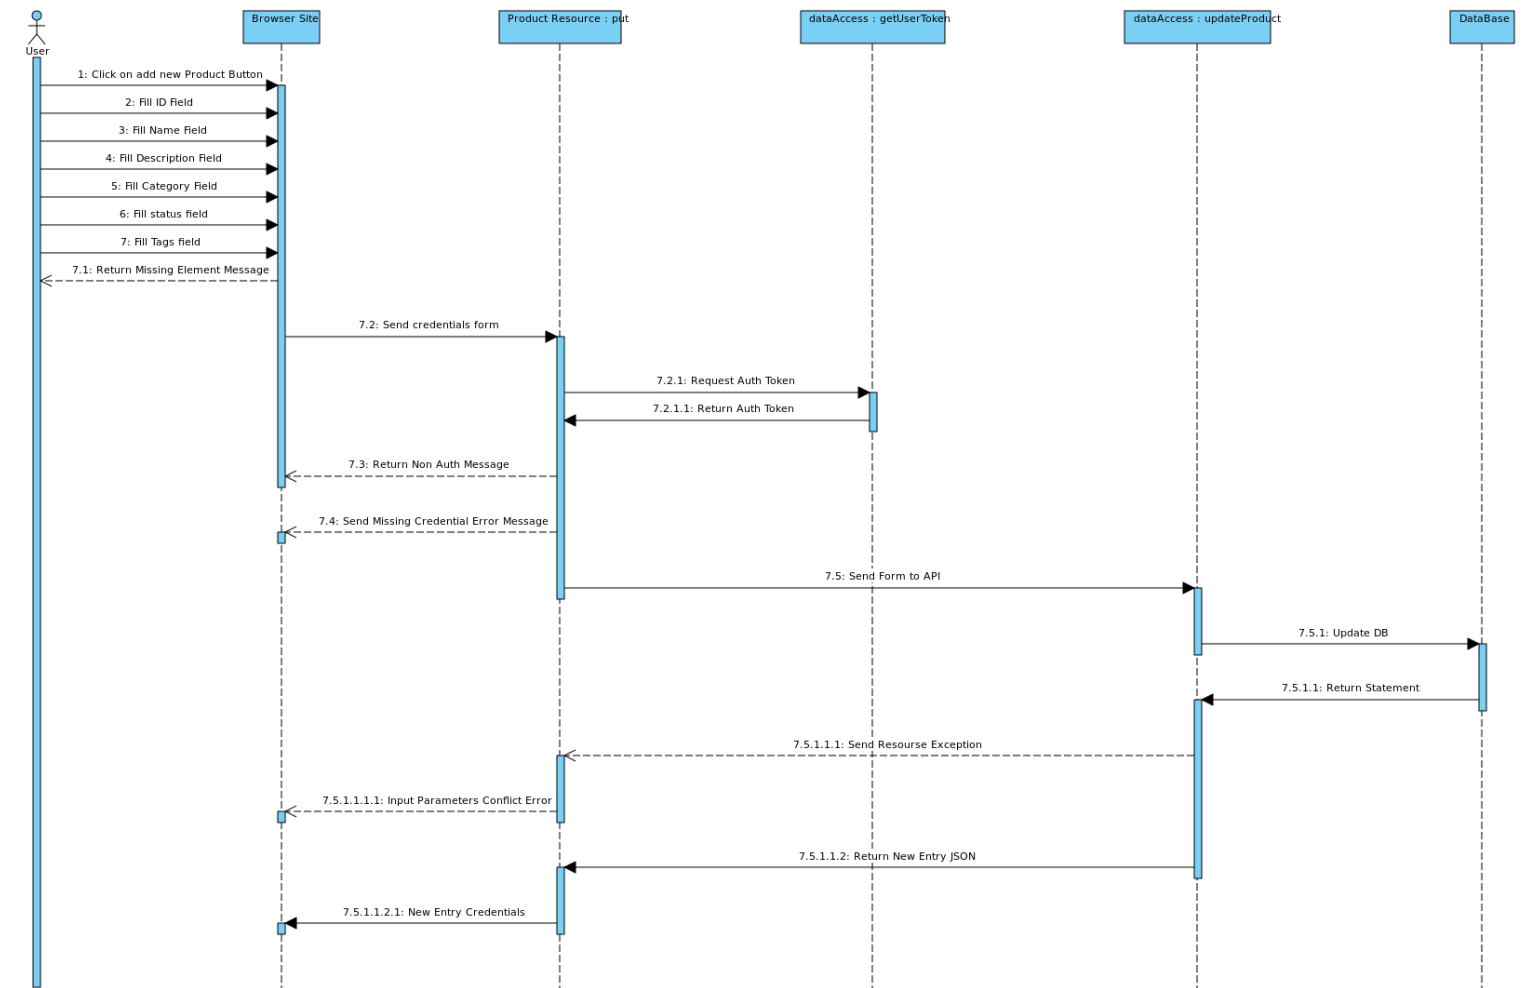 User
Browser Site
Product Resource : put
dataAccess : getUserToken
dataAccess : updateProduct
DataBase
1: Click on add new Product Button
2: Fill ID Field
3: Fill Name Field
4: Fill Description Field
5: Fill Category Field
6: Fill status field
7: Fill Tags field
7.1: Return Missing Element Message
7.2: Send credentials form
7.2.1: Request Auth Token
7.2.1.1: Return Auth Token
7.3: Return Non Auth Message
7.4: Send Missing Credential Error Message
7.5: Send Form to API
7.5.1: Update DB
7.5.1.1: Return Statement
7.5.1.1.1: Send Resourse Exception
7.5.1.1.1.1: Input Parameters Conflict Error
7.5.1.1.2: Return New Entry JSON
7.5.1.1.2.1: New Entry Credentials